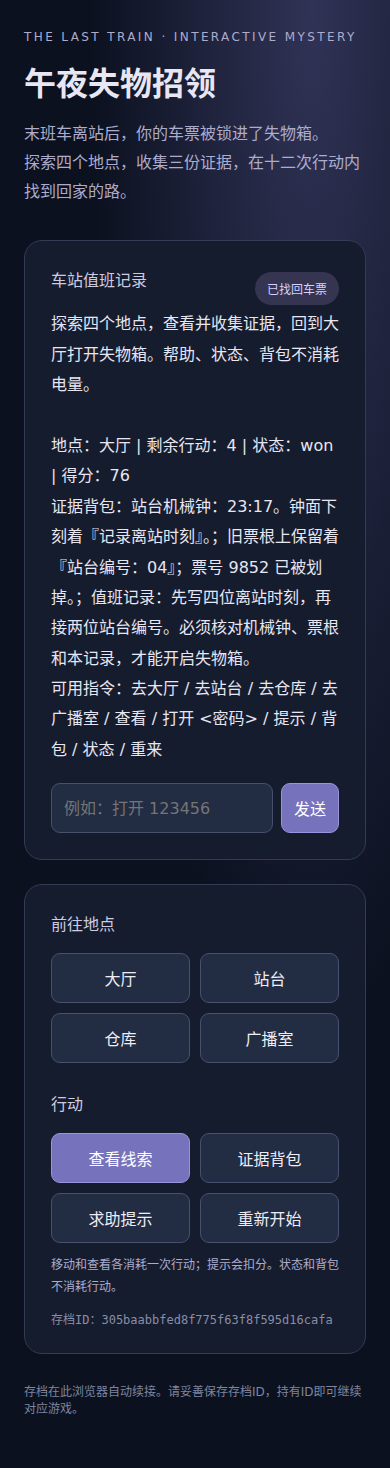 THE LAST TRAIN · INTERACTIVE MYSTERY
午夜失物招领
末班车离站后，你的车票被锁进了失物箱。
探索四个地点，收集三份证据，在十二次行动内
找到回家的路。
车站值班记录
已找回车票
探索四个地点，查看并收集证据，回到大
厅打开失物箱。帮助、状态、背包不消耗
电量。
地点：大厅 | 剩余行动：4 | 状态：won
| 得分：76
证据背包：站台机械钟：23:17。钟面下
刻着『记录离站时刻』。；旧票根上保留着
『站台编号：04』；票号 9852 已被划
掉。；值班记录：先写四位离站时刻，再
接两位站台编号。必须核对机械钟、票根
和本记录，才能开启失物箱。
可用指令：去大厅 / 去站台 / 去仓库 / 去
广播室 / 查看 / 打开 <密码> / 提示 / 背
包 / 状态 / 重来
例如：打开 123456
发送
前往地点
大厅
站台
仓库
广播室
行动
查看线索
证据背包
求助提示
重新开始
移动和查看各消耗一次行动；提示会扣分。状态和背包
不消耗行动。
存档ID：305baabbfed8f775f63f8f595d16cafa
存档在此浏览器自动续接。请妥善保存存档ID，持有ID即可继续
对应游戏。